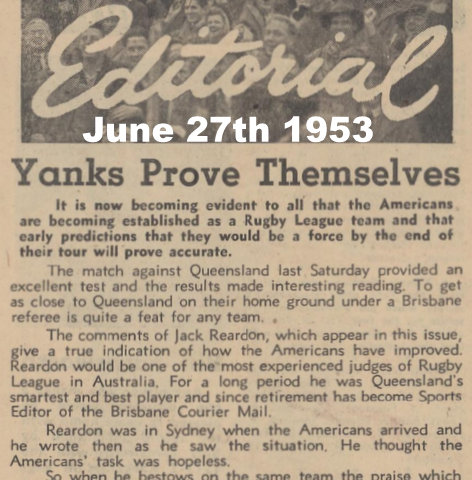 Editorial
June 27th 1953
Yanks Prove Themselves
It is now becoming evident to all that the Americans
are becoming established as a Rugby League team and that
early predictions that they would be a force by the end of
their tour will prove accurate.
The match against Queensland last Saturday provided an
excellent test and the results made interesting reading. To get
as close to Queensland on their home ground under a Brisbane
referee is quite a feat for any team.
The comments of Jack Reardon, which appear in this issue,
give a true indication of how the Americans have improved.
Reardon would be one of the most experienced judges of Rugby
League in Australia. For a long period he was Queensland's
smartest and best player and since retirement has become Sports
Editor of the Brisbane Courier Mail.
Reardon was in Sydney when the Americans arrived and
he wrote then as he saw the situation. He thought the
Americans' task was hopeless.
So when he bestows on the same team the praise which